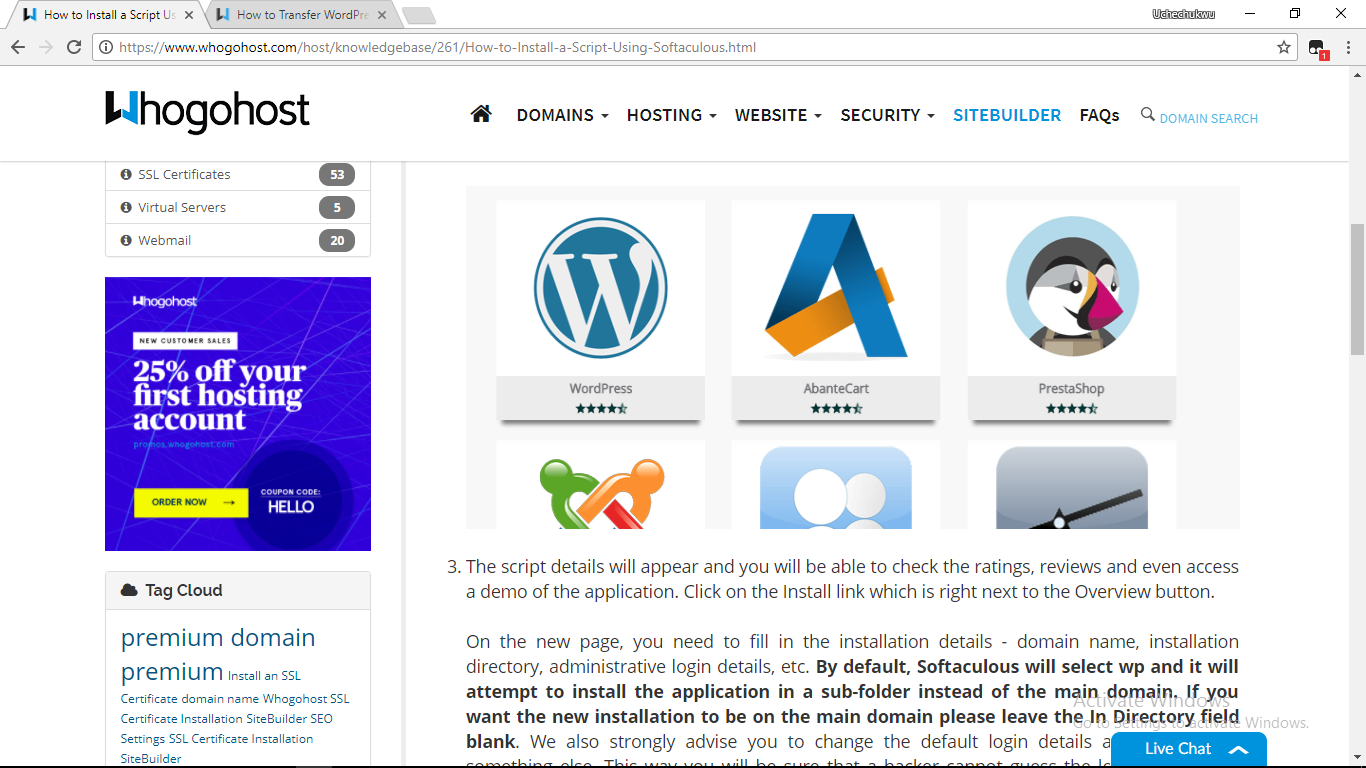 How to Install a Script Us
How to Transfer WordPre
Uchechukwu
https://www.whogohost.com/host/knowledgebase/261/How-to-Install-a-Script-Using-Softaculous.html
1
Whogohost
DOMAINS
HOSTING
WEBSITE
SECURITY
SITEBUILDER
FAQs
DOMAIN SEARCH
SSL Certificates 53
Virtual Servers 5
Webmail 20
Whogohost
NEW CUSTOMER SALES
25% off your
first hosting
account
promos.whogohost.com
ORDER NOW
COUPON CODE:
HELLO
Tag Cloud
premium domain
premium Install an SSL
Certificate domain name Whogohost SSL
Certificate Installation SiteBuilder SEO
Settings SSL Certificate Installation
SiteBuilder
WordPress
AbanteCart
PrestaShop
3. The script details will appear and you will be able to check the ratings, reviews and even access
a demo of the application. Click on the Install link which is right next to the Overview button.
On the new page, you need to fill in the installation details - domain name, installation
directory, administrative login details, etc. By default, Softaculous will select wp and it will
attempt to install the application in a sub-folder instead of the main domain. If you
want the new installation to be on the main domain please leave the In Directory field
blank. We also strongly advise you to change the default login details a
something else. This way you will be sure that a hacker cannot guess the
Activate Windows
Go to Settings to activate Windows.
Live Chat